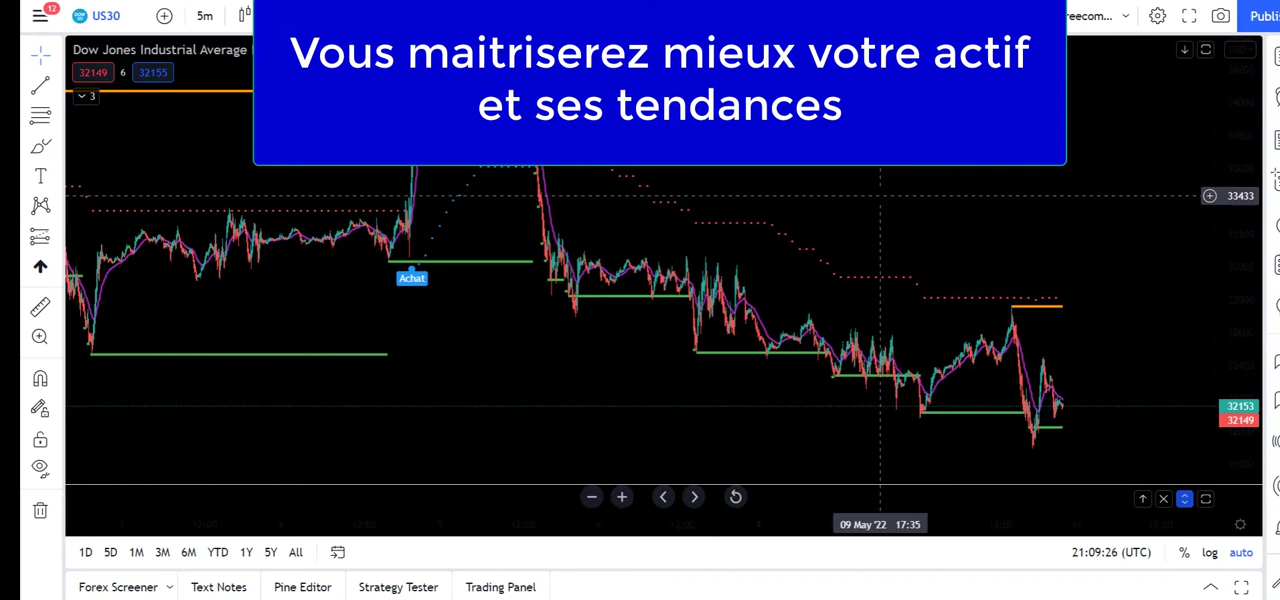 12
US30
5m
reecom...
Publi
Vous maitriserez mieux votre actif
et ses tendances
Dow Jones Industrial Average
32149 6 32155
3
33433
Achat
32153
32149
09 May '22 17:35
1D 5D 1M 3M 6M YTD 1Y 5Y All
21:09:26 (UTC) % log auto
Forex Screener Text Notes Pine Editor Strategy Tester Trading Panel